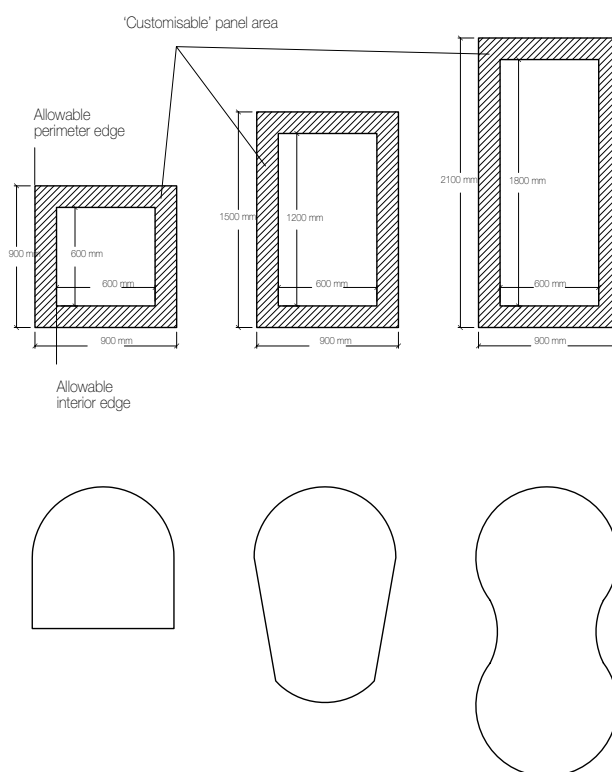 ‘Customisable’ panel area
Allowable
perimeter edge
900 mm
600 mm
600 mm
900 mm
Allowable
interior edge
1500 mm
1200 mm
600 mm
900 mm
2100 mm
1800 mm
600 mm
900 mm